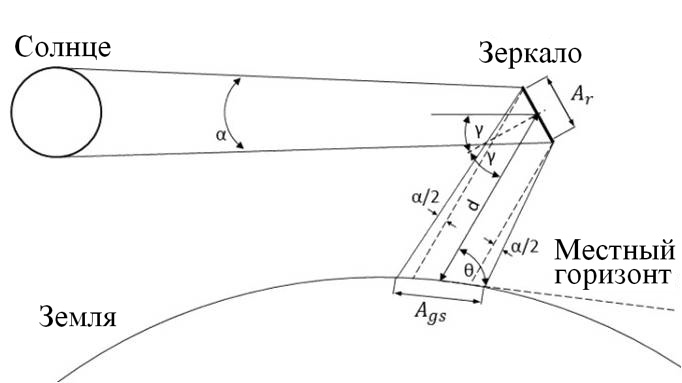 Солнце
Зеркало
A_r
α
γ
γ
α/2
d
α/2
θ
Местный
горизонт
A_gs
Земля